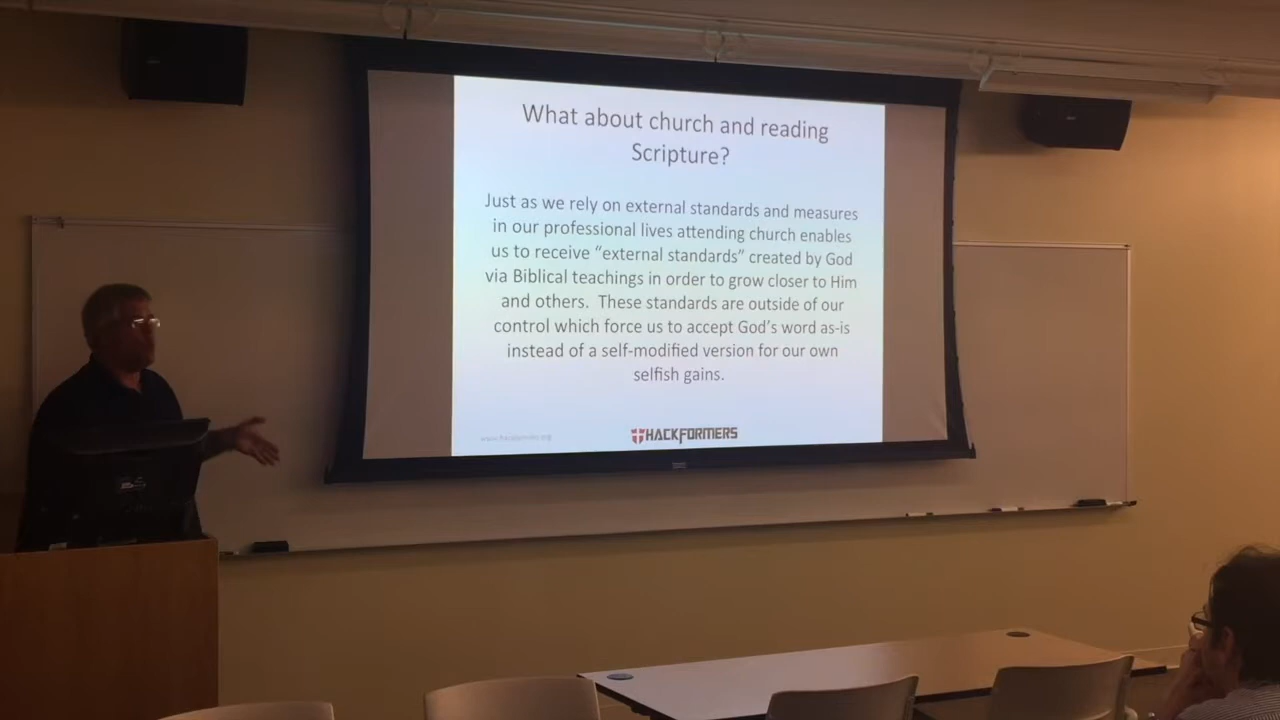 What about church and reading
Scripture?
Just as we rely on external standards and measures
in our professional lives attending church enables
us to receive “external standards” created by God
via Biblical teachings in order to grow closer to Him
and others.  These standards are outside of our
control which force us to accept God’s word as-is
instead of a self-modified version for our own
selfish gains.
www.hackformers.org
HACKFORMERS